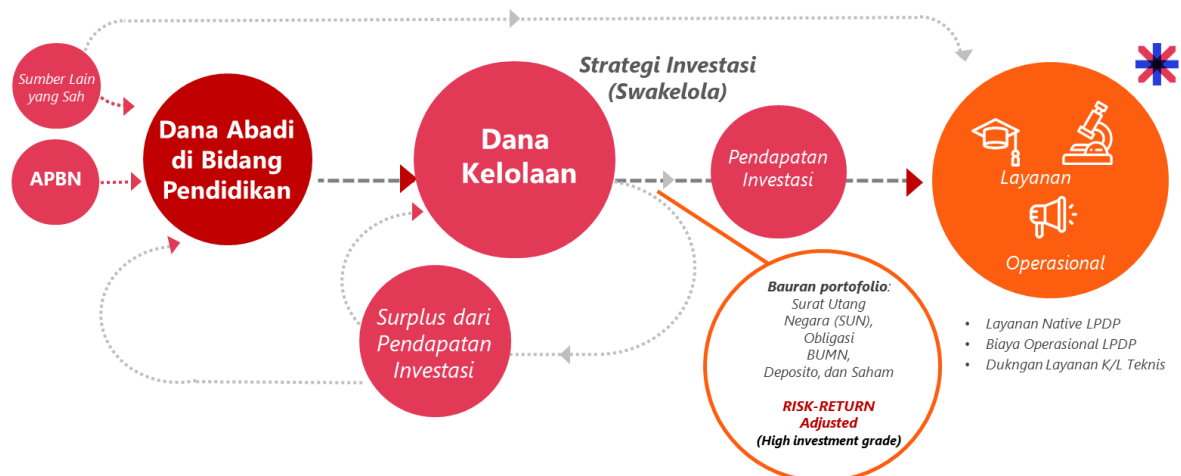 Sumber Lain
yang Sah
APBN
Dana Abadi
di Bidang
Pendidikan
Dana
Kelolaan
Strategi Investasi
(Swakelola)
Pendapatan
Investasi
Layanan
Operasional
Surplus dari
Pendapatan
Investasi
Bauran portofolio:
Surat Utang
Negara (SUN),
Obligasi
BUMN,
Deposito, dan Saham
RISK-RETURN
Adjusted
(High investment grade)
• Layanan Native LPDP
• Biaya Operasional LPDP
• Dukngan Layanan K/L Teknis